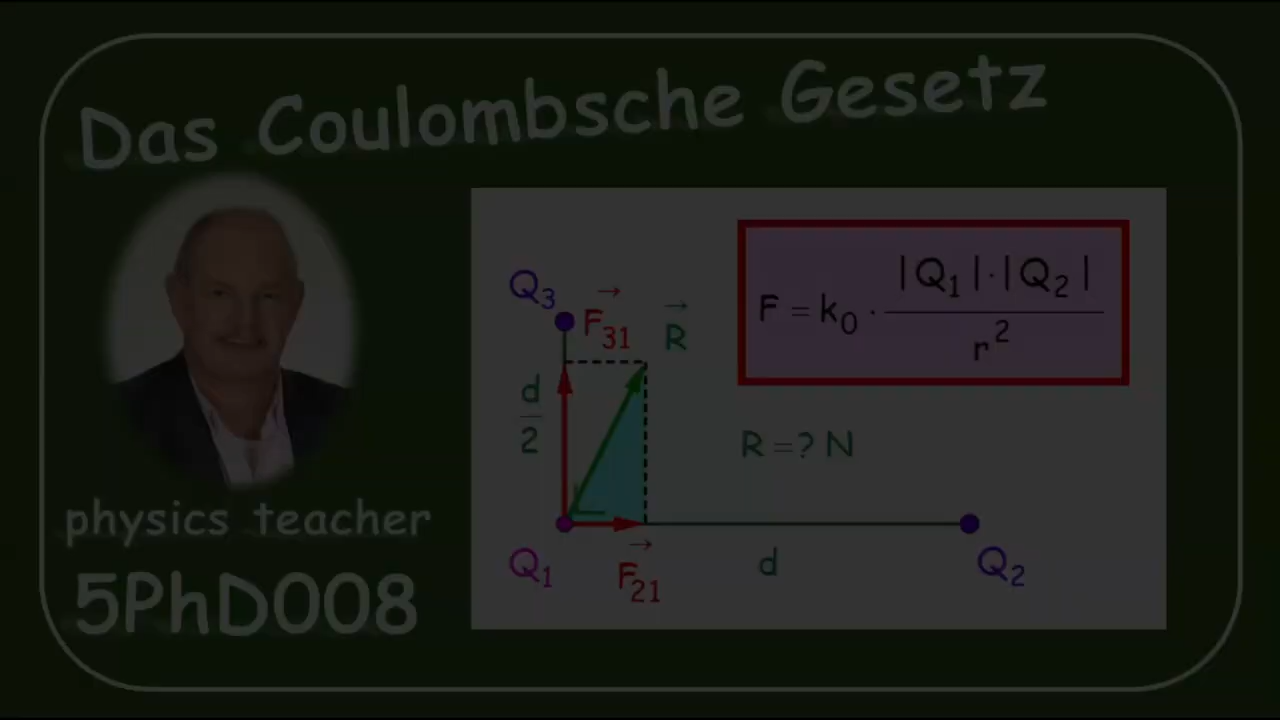 Das Coulombsche Gesetz
physics teacher
5PhD008
Q3
F31
R
d
2
Q1
F21
d
Q2
F = k0 · |Q1|·|Q2|
r²
R =? N